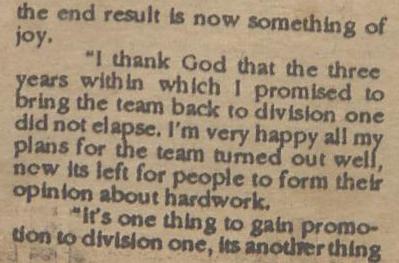 the end result is now something of
joy.
"I thank God that the three
years within which I promised to
bring the team back to division one
did not elapse. I'm very happy all my
plans for the team turned out well,
now its left for people to form their
opinion about hardwork.
"It's one thing to gain promo-
tion to division one, its another thing